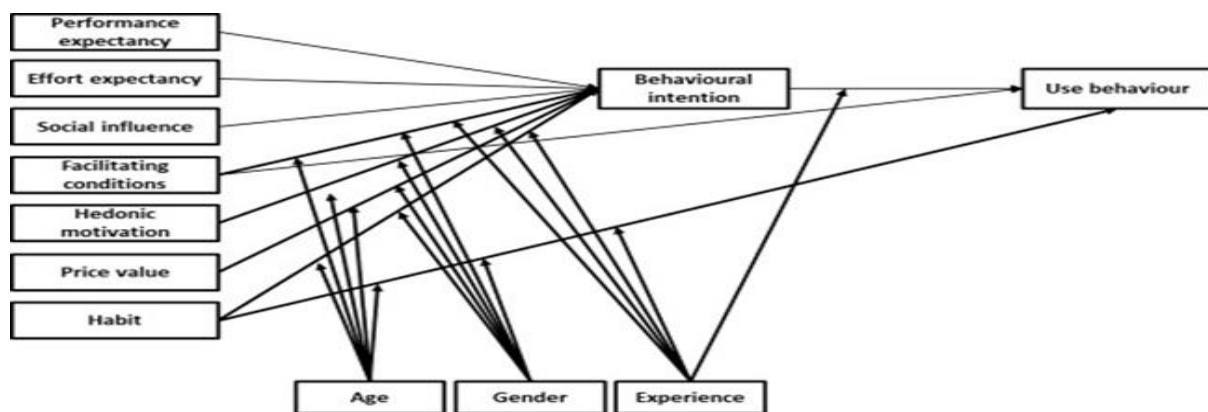 Performance
expectancy
Effort expectancy
Social influence
Facilitating
conditions
Hedonic
motivation
Price value
Habit
Behavioural
intention
Use behaviour
Age
Gender
Experience